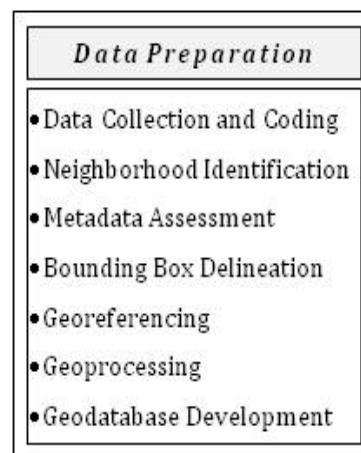 Data Preparation
• Data Collection and Coding
• Neighborhood Identification
• Metadata Assessment
• Bounding Box Delineation
• Georeferencing
• Geoprocessing
• Geodatabase Development